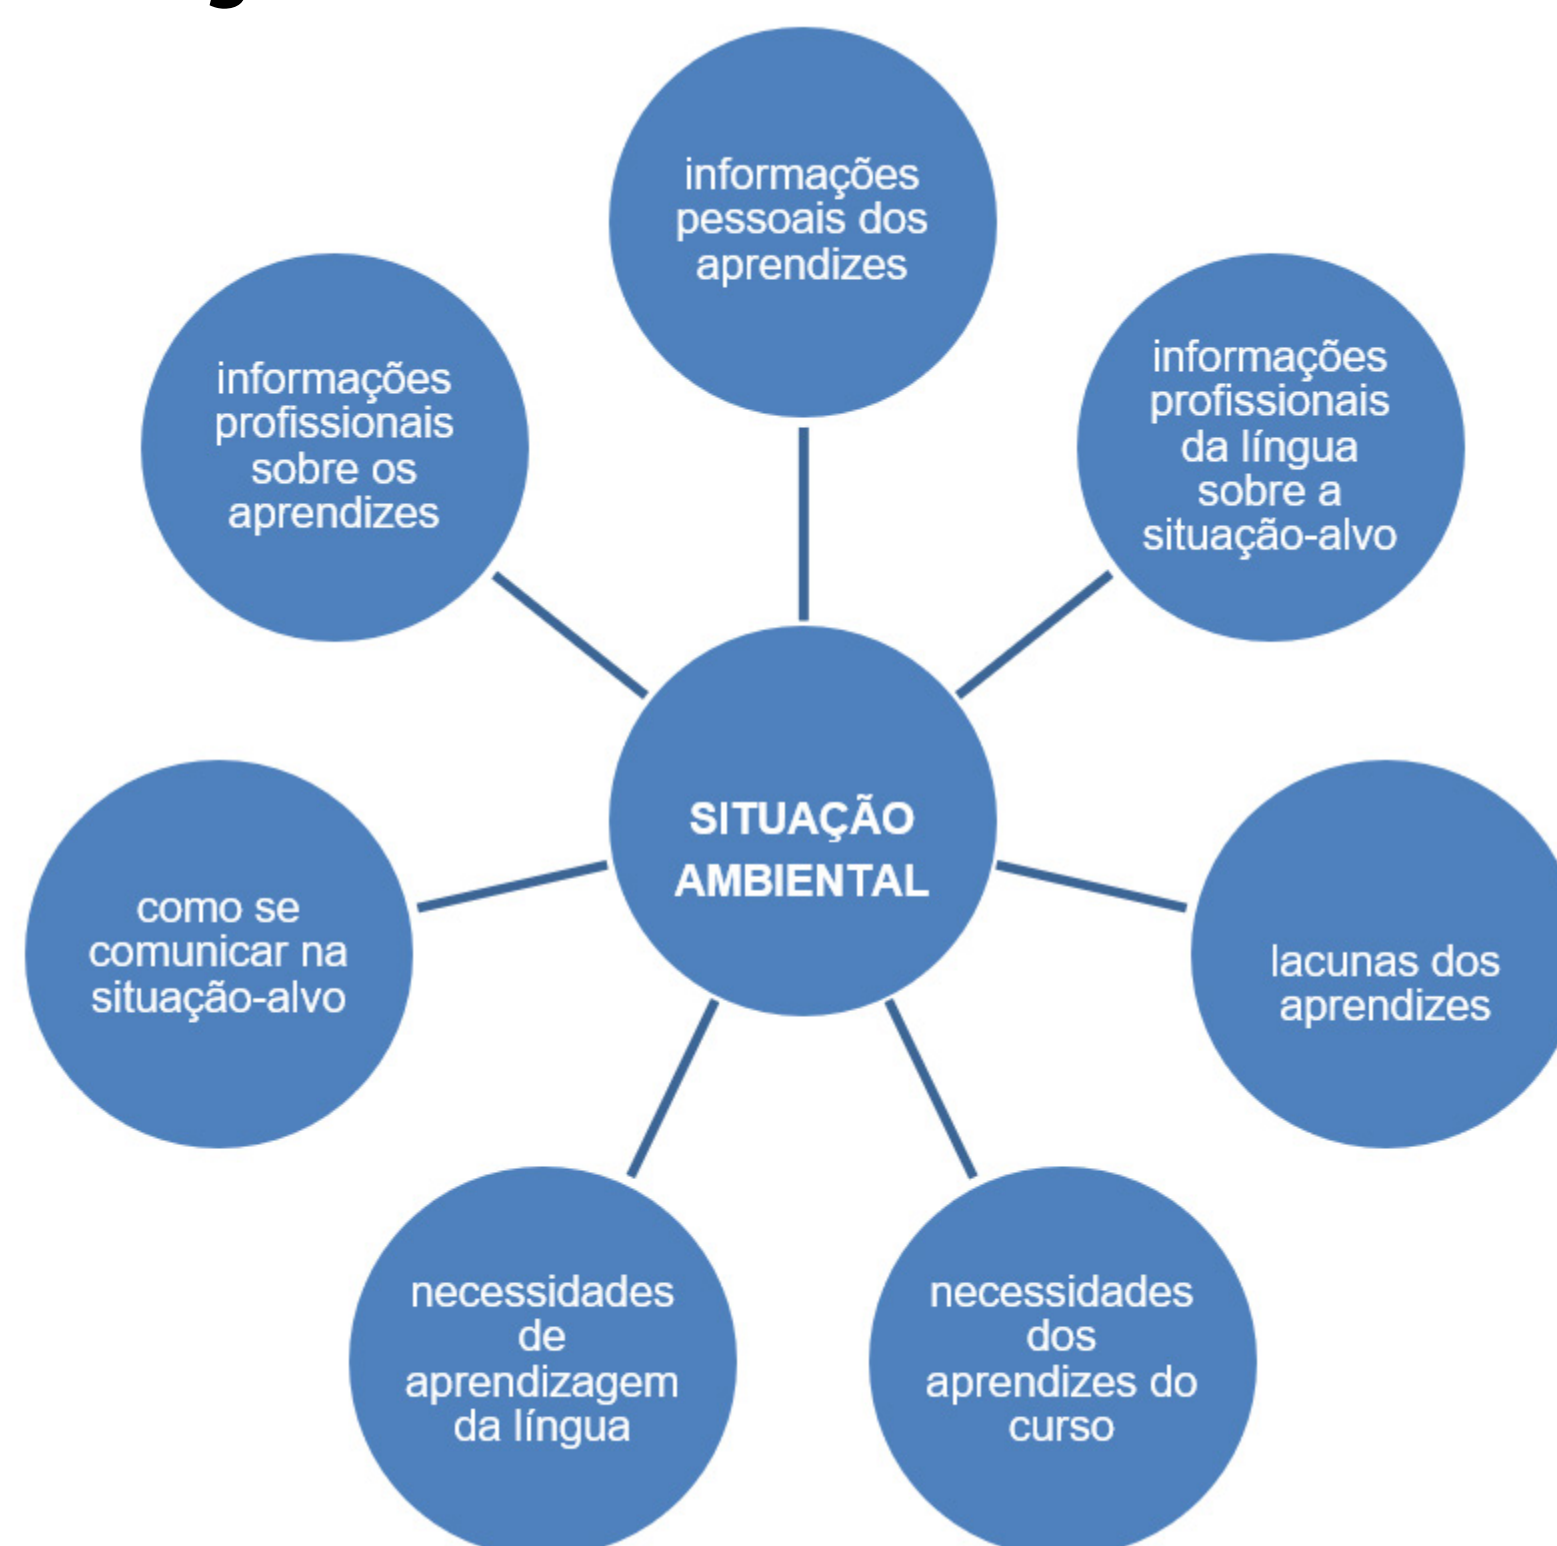 informações
pessoais dos
aprendizes
informações
profissionais
da língua
sobre a
situação-alvo
lacunas dos
aprendizes
necessidades
dos
aprendizes do
curso
necessidades
de
aprendizagem
da língua
como se
comunicar na
situação-alvo
informações
profissionais
sobre os
aprendizes
SITUAÇÃO
AMBIENTAL